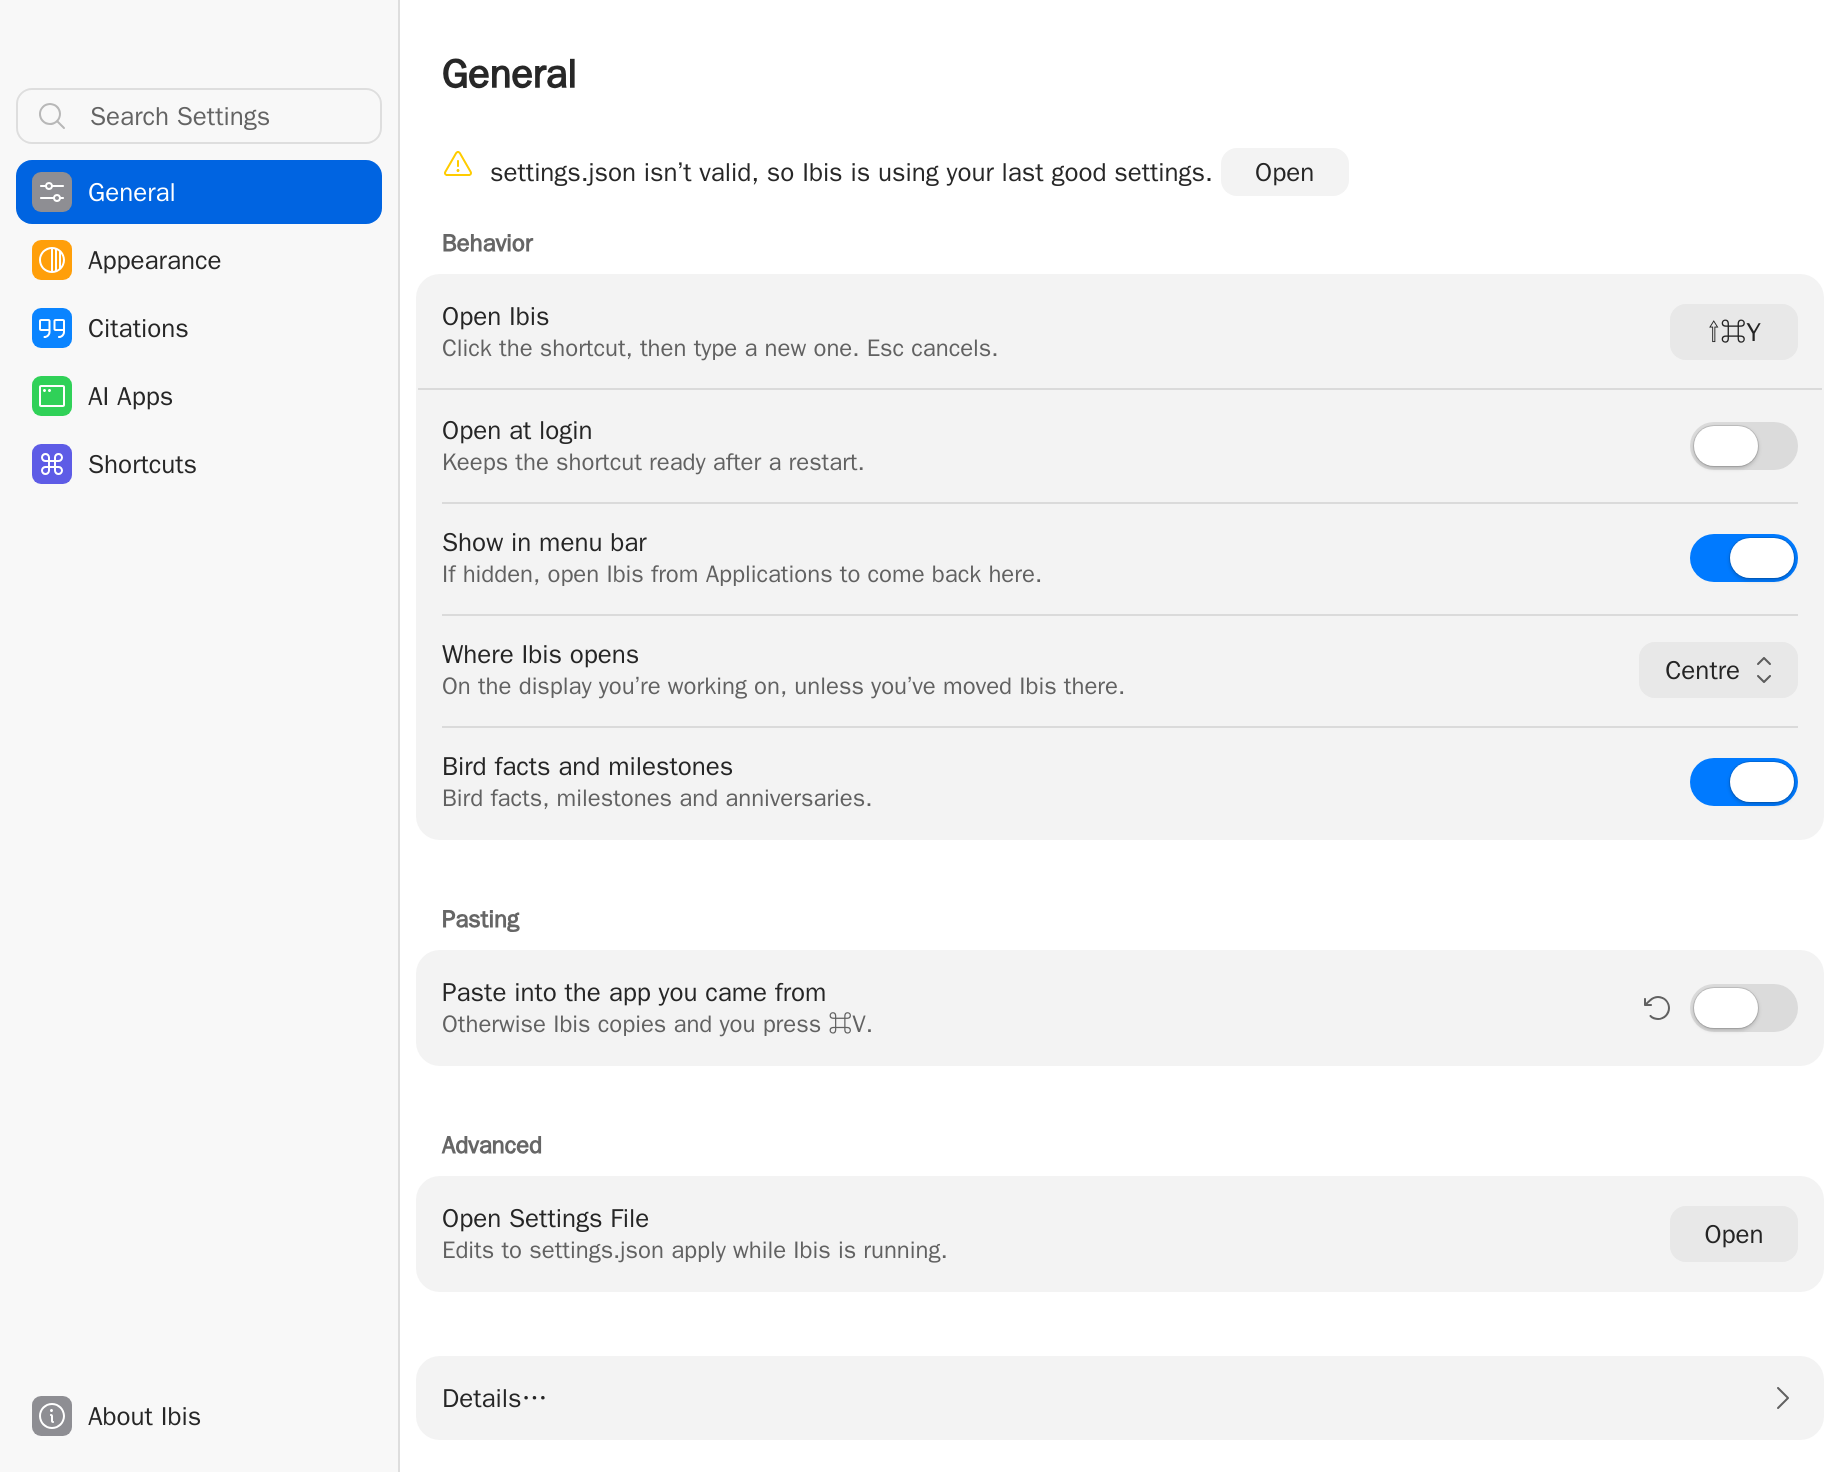 Search Settings
General
Appearance
Citations
AI Apps
Shortcuts
About Ibis
General
settings.json isn’t valid, so Ibis is using your last good settings. Open
Behavior
Open Ibis
Click the shortcut, then type a new one. Esc cancels.
⇧⌘Y
Open at login
Keeps the shortcut ready after a restart.
Show in menu bar
If hidden, open Ibis from Applications to come back here.
Where Ibis opens
On the display you’re working on, unless you’ve moved Ibis there.
Centre
Bird facts and milestones
Bird facts, milestones and anniversaries.
Pasting
Paste into the app you came from
Otherwise Ibis copies and you press ⌘V.
Advanced
Open Settings File
Edits to settings.json apply while Ibis is running.
Open
Details…